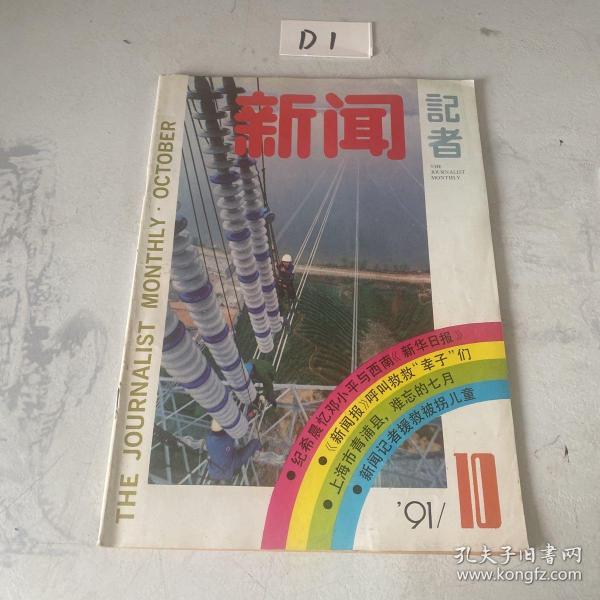 D1
新闻
記者
THE
JOURNALIST
MONTHLY
THE JOURNALIST MONTHLY · OCTOBER
● 纪希晨忆邓小平与西南《新华日报》
● 《新闻报》呼叫救救“幸子”们
● 上海市青浦县，难忘的七月
● 新闻记者援救被拐儿童
'91/10
孔夫子旧书网
www.kongfz.com